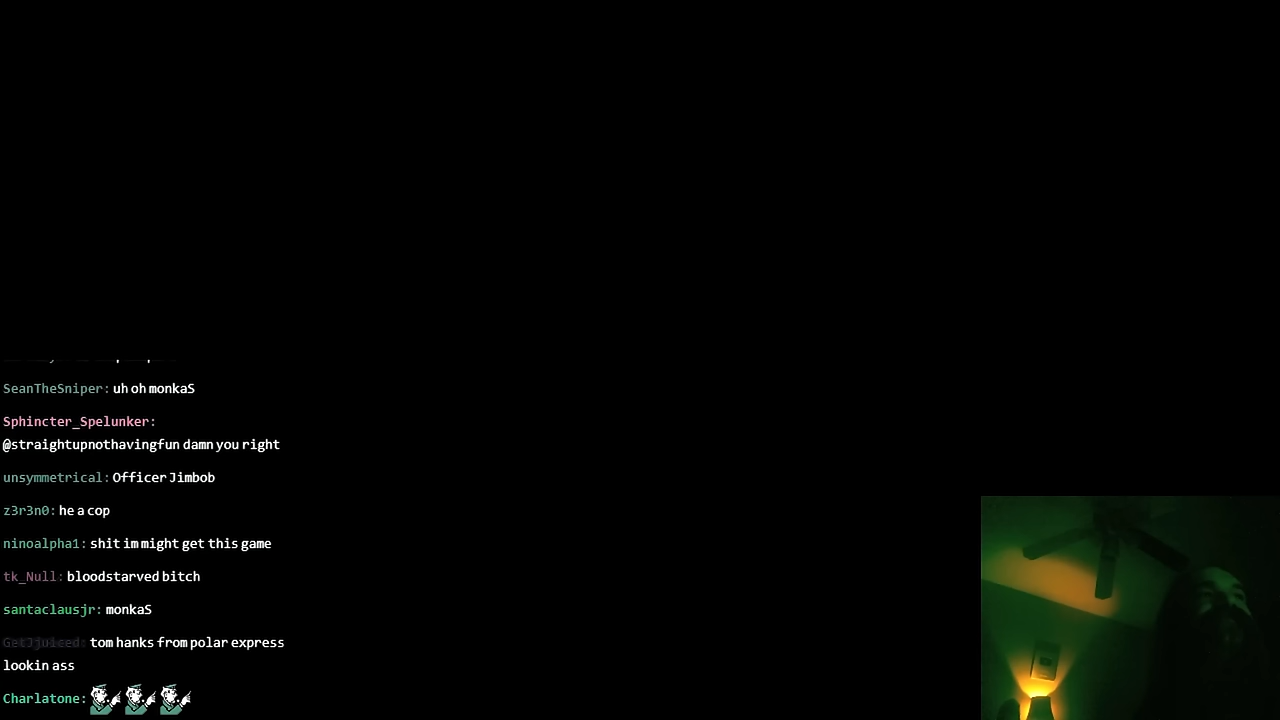 SeanTheSniper: uh oh monkaS
Sphincter_Spelunker:
@straightupnothavingfun damn you right
unsymmetrical: Officer Jimbob
z3r3n0: he a cop
ninoalpha1: shit im might get this game
tk_Null: bloodstarved bitch
santaclausjr: monkaS
GetJjuiced: tom hanks from polar express
lookin ass
Charlatone: